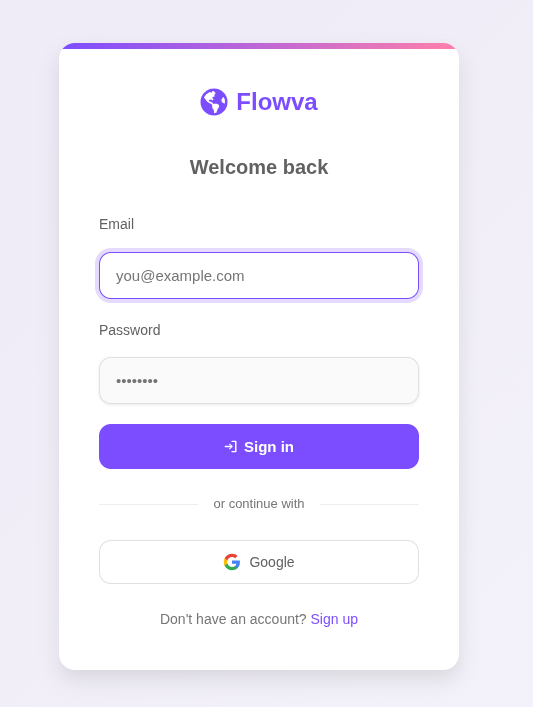 Flowva
Welcome back
Email
you@example.com
Password
••••••••
Sign in
or continue with
Google
Don't have an account? Sign up